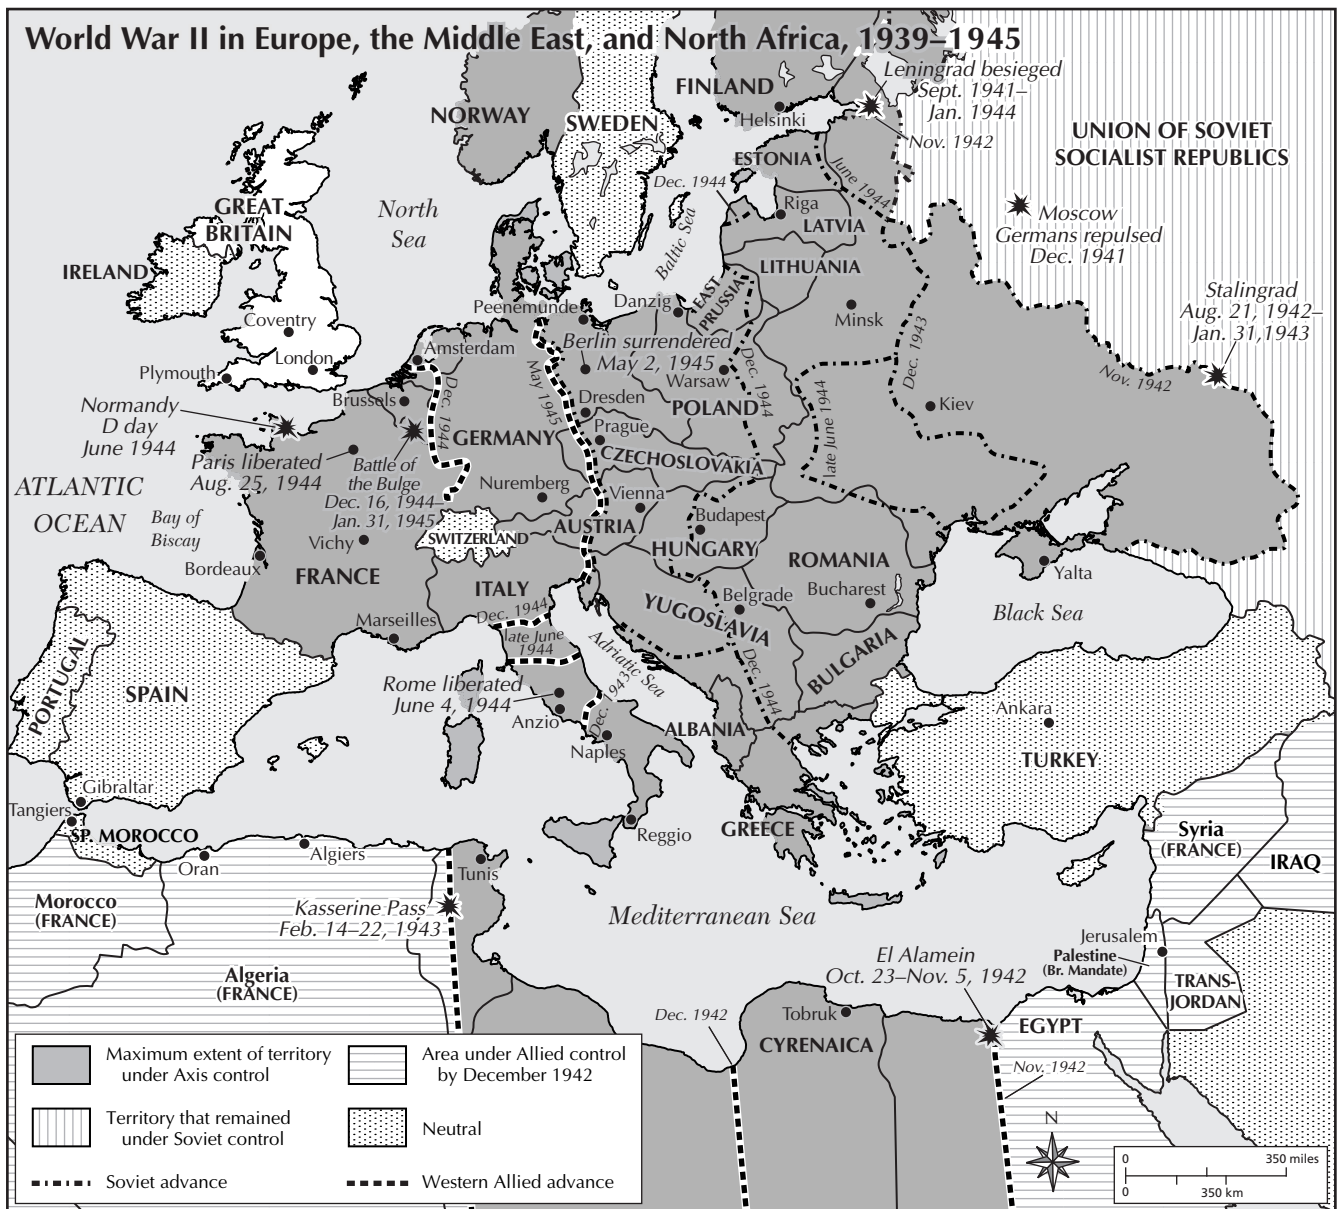 World War II in Europe, the Middle East, and North Africa, 1939–1945
Leningrad besieged
Sept. 1941–
Jan. 1944
FINLAND
NORWAY
SWEDEN
Helsinki
Nov. 1942
UNION OF SOVIET
SOCIALIST REPUBLICS
ESTONIA
June 1944
Dec. 1944
Riga
LATVIA
Moscow
Germans repulsed
Dec. 1941
GREAT
BRITAIN
North
Sea
Baltic Sea
IRELAND
LITHUANIA
EAST
PRUSSIA
Danzig
Peenemunde
Minsk
Stalingrad
Aug. 21, 1942–
Jan. 31,1943
Coventry
London
Plymouth
Amsterdam
Berlin surrendered
May 2, 1945
Warsaw
Dec. 1944
Dec. 1943
Nov. 1942
late June 1944
Kiev
Normandy
D day
June 1944
Brussels
Dec. 1944
May 1945
Dresden
POLAND
Prague
GERMANY
CZECHOSLOVAKIA
Paris liberated
Aug. 25, 1944
Battle of
the Bulge
Dec. 16, 1944–
Jan. 31, 1945
Nuremberg
Vienna
ATLANTIC
OCEAN
Bay of
Biscay
Vichy
SWITZERLAND
AUSTRIA
Budapest
HUNGARY
ROMANIA
Bordeaux
FRANCE
ITALY
Belgrade
Bucharest
Yalta
Black Sea
Marseilles
Dec. 1944
late June
1944
YUGOSLAVIA
Adriatic Sea
Dec. 1944
BULGARIA
PORTUGAL
SPAIN
Rome liberated
June 4, 1944
Anzio
Dec. 1943
Naples
ALBANIA
Ankara
TURKEY
Gibraltar
Tangiers
SP. MOROCCO
Reggio
GREECE
Oran
Algiers
Tunis
Syria
(FRANCE)
IRAQ
Morocco
(FRANCE)
Kasserine Pass
Feb. 14–22, 1943
Mediterranean Sea
El Alamein
Oct. 23–Nov. 5, 1942
Jerusalem
Palestine
(Br. Mandate)
TRANS-
JORDAN
Algeria
(FRANCE)
Dec. 1942
Tobruk
CYRENAICA
EGYPT
Nov. 1942
Maximum extent of territory
under Axis control
Area under Allied control
by December 1942
Territory that remained
under Soviet control
Neutral
Soviet advance
Western Allied advance
N
0 350 miles
0 350 km